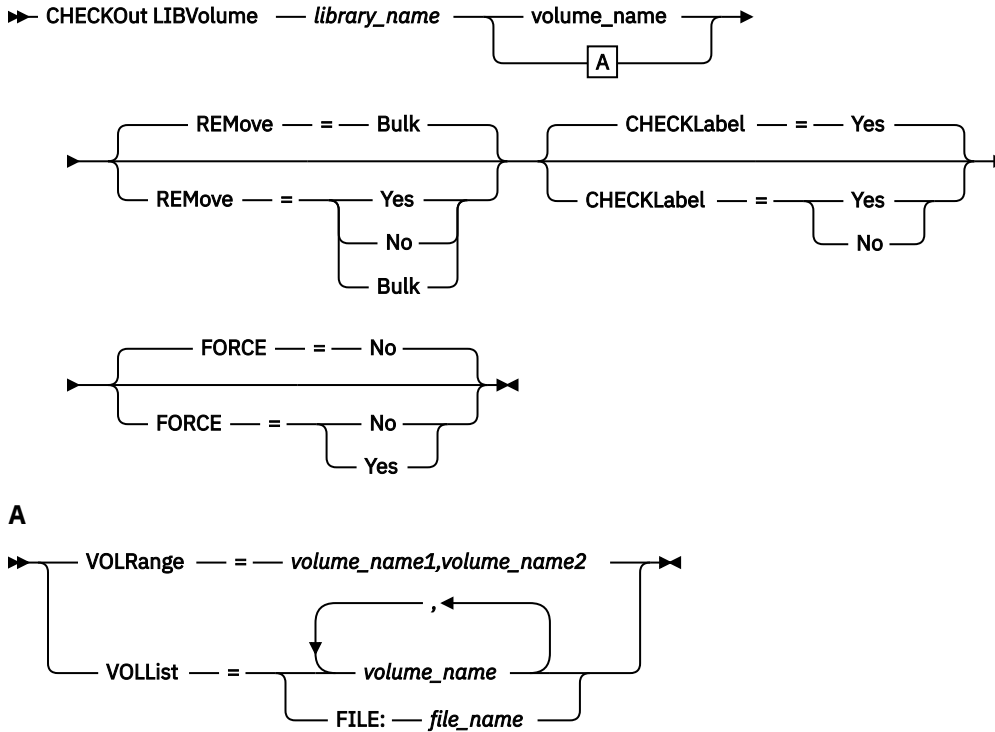 CHECKOut LIBVolume library_name volume_name
A
REMove = Bulk CHECKLabel = Yes
REMove = Yes CHECKLabel = Yes
No No
Bulk
FORCE = No
FORCE = No
Yes
A
VOLRange = volume_name1,volume_name2
,
VOLList = volume_name
FILE: file_name